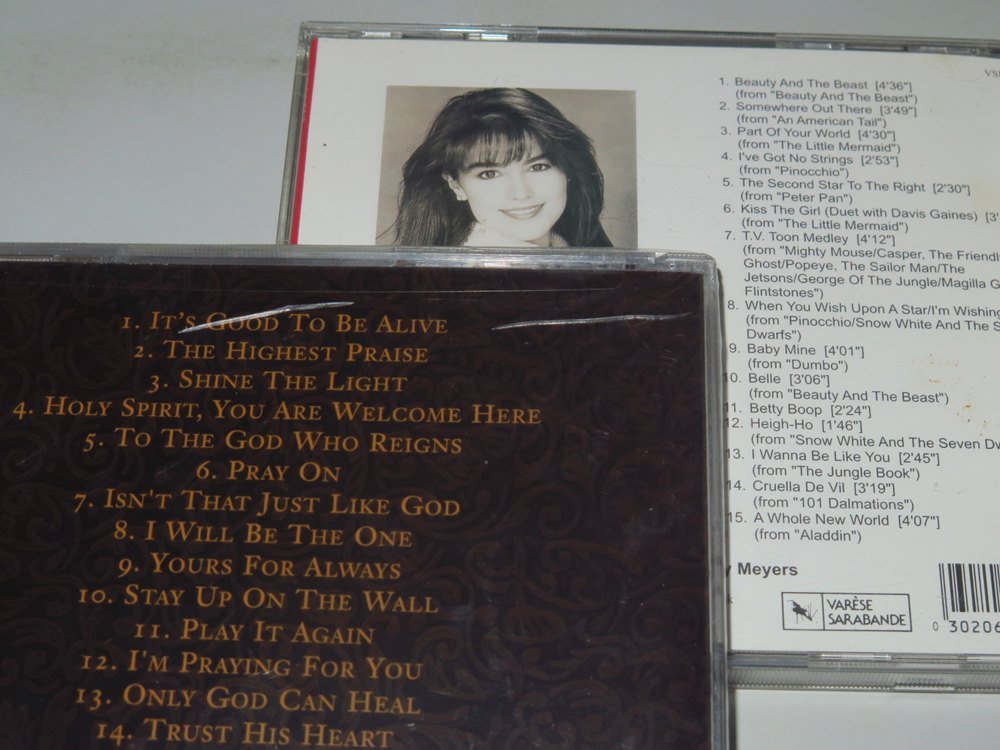 1. IT'S GOOD TO BE ALIVE
2. THE HIGHEST PRAISE
3. SHINE THE LIGHT
4. HOLY SPIRIT, YOU ARE WELCOME HERE
5. TO THE GOD WHO REIGNS
6. PRAY ON
7. ISN'T THAT JUST LIKE GOD
8. I WILL BE THE ONE
9. YOURS FOR ALWAYS
10. STAY UP ON THE WALL
11. PLAY IT AGAIN
12. I'M PRAYING FOR YOU
13. ONLY GOD CAN HEAL
14. TRUST HIS HEART
1. Beauty And The Beast [4'36"]
(from "Beauty And The Beast")
2. Somewhere Out There [3'49"]
(from "An American Tail")
3. Part Of Your World [4'30"]
(from "The Little Mermaid")
4. I've Got No Strings [2'53"]
(from "Pinocchio")
5. The Second Star To The Right [2'30"]
(from "Peter Pan")
6. Kiss The Girl (Duet with Davis Gaines) [3'
(from "The Little Mermaid")
7. T.V. Toon Medley [4'12"]
(from "Mighty Mouse/Casper, The Friendly
Ghost/Popeye, The Sailor Man/The
Jetsons/George Of The Jungle/Magilla G
Flintstones")
8. When You Wish Upon A Star/I'm Wishing
(from "Pinocchio/Snow White And The S
Dwarfs")
9. Baby Mine [4'01"]
(from "Dumbo")
10. Belle [3'06"]
(from "Beauty And The Beast")
11. Betty Boop [2'24"]
12. Heigh-Ho [1'46"]
(from "Snow White And The Seven Dw
13. I Wanna Be Like You [2'45"]
(from "The Jungle Book")
14. Cruella De Vil [3'19"]
(from "101 Dalmations")
15. A Whole New World [4'07"]
(from "Aladdin")
y Meyers
VARÈSE
SARABANDE
0 30206